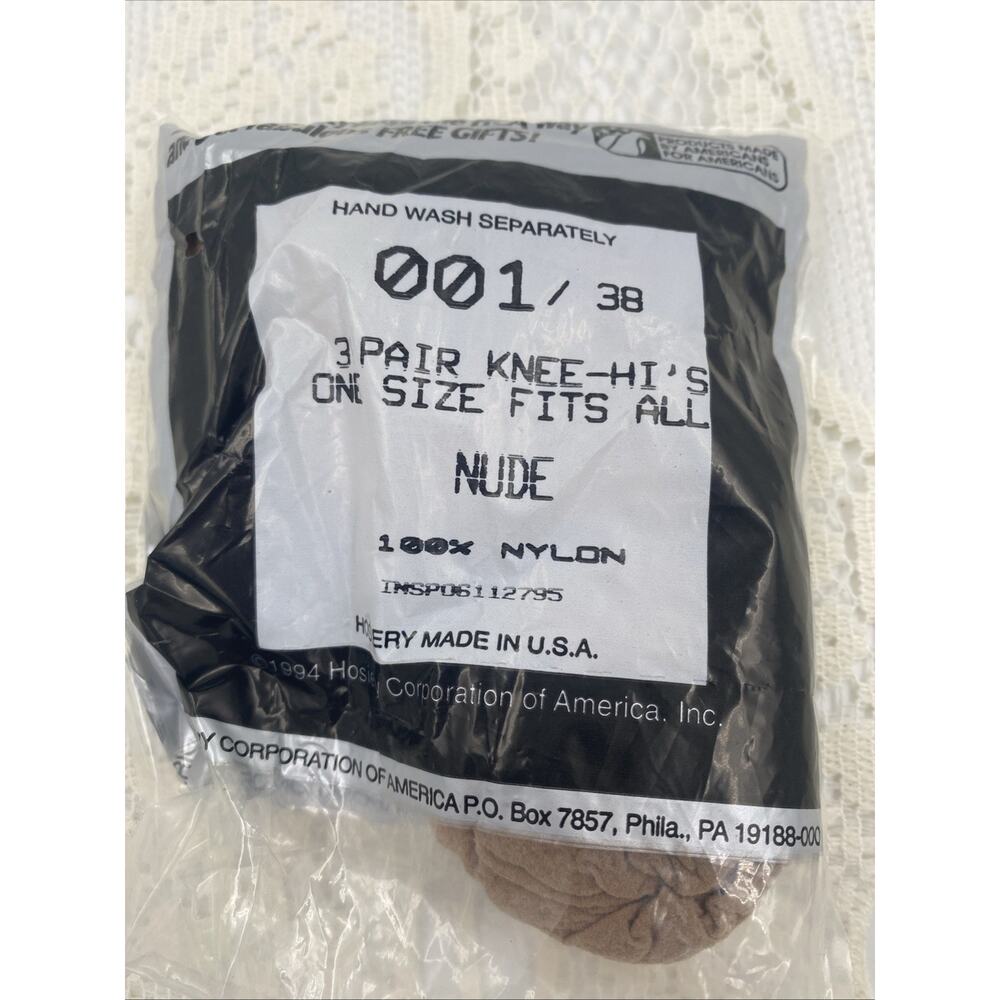 FREE GIFTS!
PRODUCTS MADE
BY AMERICANS
FOR AMERICANS
HAND WASH SEPARATELY
001/ 38
3 PAIR KNEE-HI'S
ONE SIZE FITS ALL
NUDE
100% NYLON
INSP06112795
HOSIERY MADE IN U.S.A.
©1994 Hosiery Corporation of America. Inc.
CORPORATION OF AMERICA P.O. Box 7857, Phila., PA 19188-000